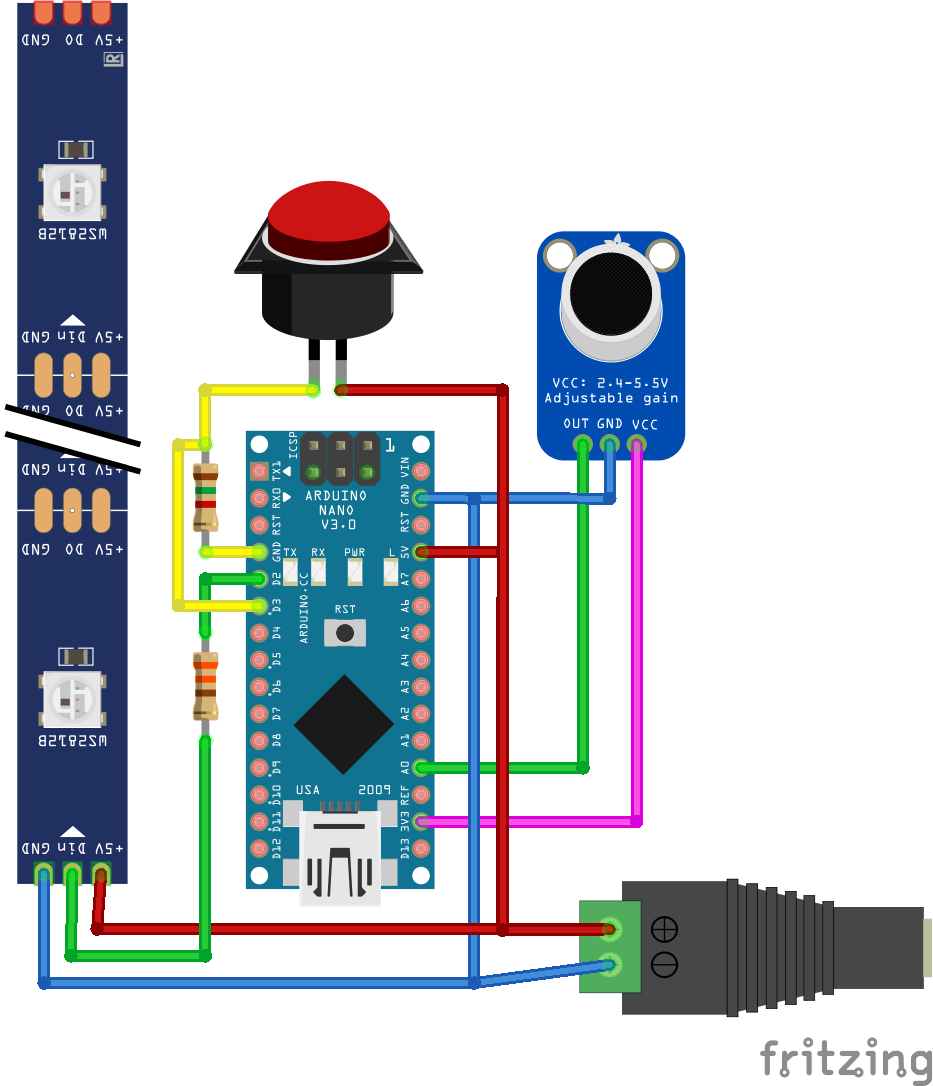 GND DO +5V
LR
WS2812B
GND Din +5V
GND DO +5V
GND Din +5V
GND DO +5V
WS2812B
GND Din +5V
ICSP
1
ARDUINO
NANO
V3.0
TX RX PWR L
ARDUINO.CC
RST
USA 2009
TX1
RX0
RST
GND
D2
D3
D4
D5
D6
D7
D8
D9
D10
D11
D12
VIN
GND
RST
5V
A7
A6
A5
A4
A3
A2
A1
A0
REF
3V3
D13
VCC: 2.4-5.5V
Adjustable gain
OUT GND VCC
fritzing